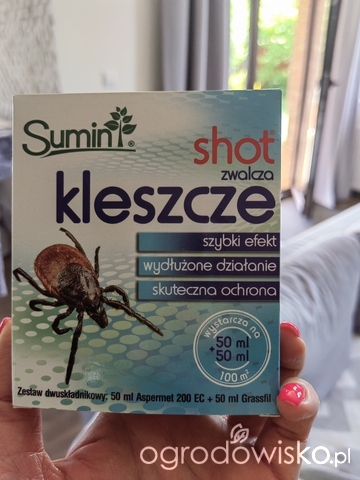 Sumin®
shot®
zwalcza
kleszcze
szybki efekt
wydłużone działanie
skuteczna ochrona
wystarcza na
50 ml
+
50 ml
100 m²
Zestaw dwuskładnikowy: 50 ml Aspermet 200 EC + 50 ml Grassfil
ogrodowisko.pl